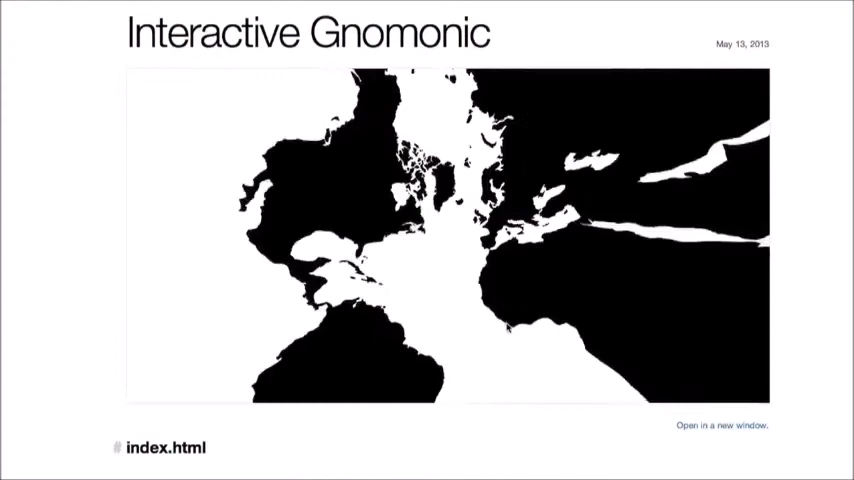 Interactive Gnomonic
May 13, 2013
Open in a new window.
# index.html